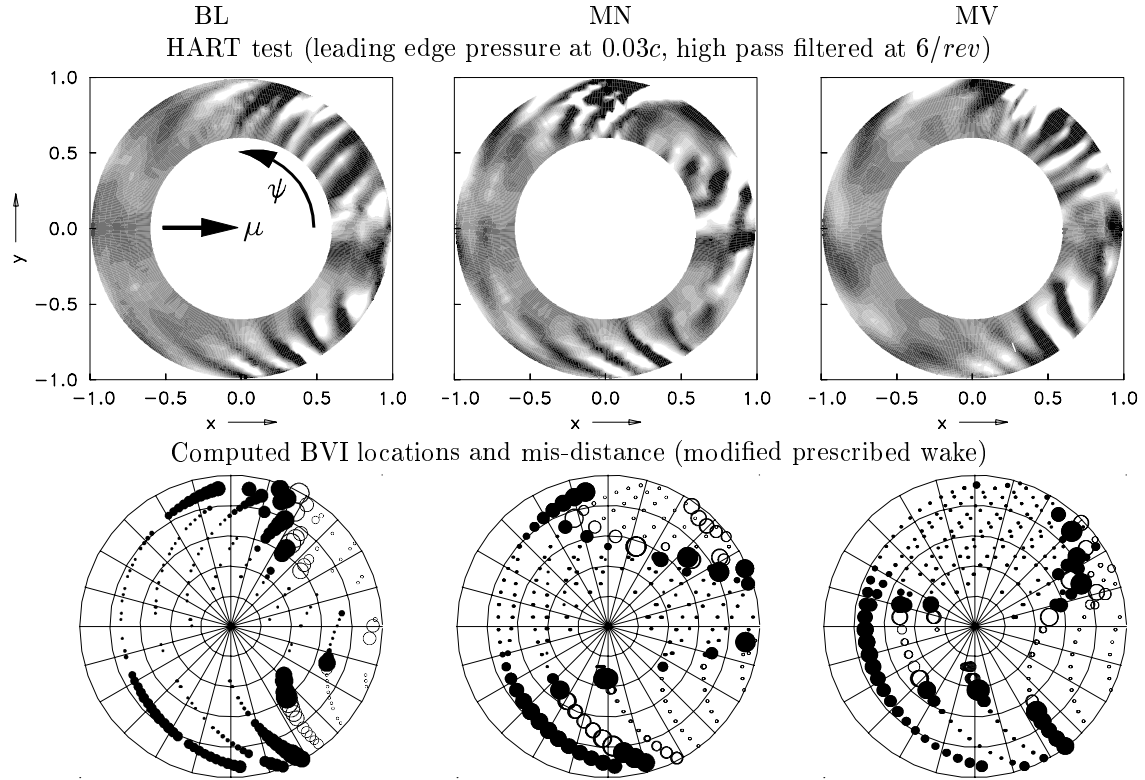 BL MN MV
HART test (leading edge pressure at 0.03c, high pass filtered at 6/rev)
1.0
0.5
0.0
−0.5
−1.0
y
ψ
μ
−1.0 −0.5 0.0 0.5 1.0
−1.0 −0.5 0.0 0.5 1.0
−1.0 −0.5 0.0 0.5 1.0
x x x
Computed BVI locations and mis-distance (modified prescribed wake)